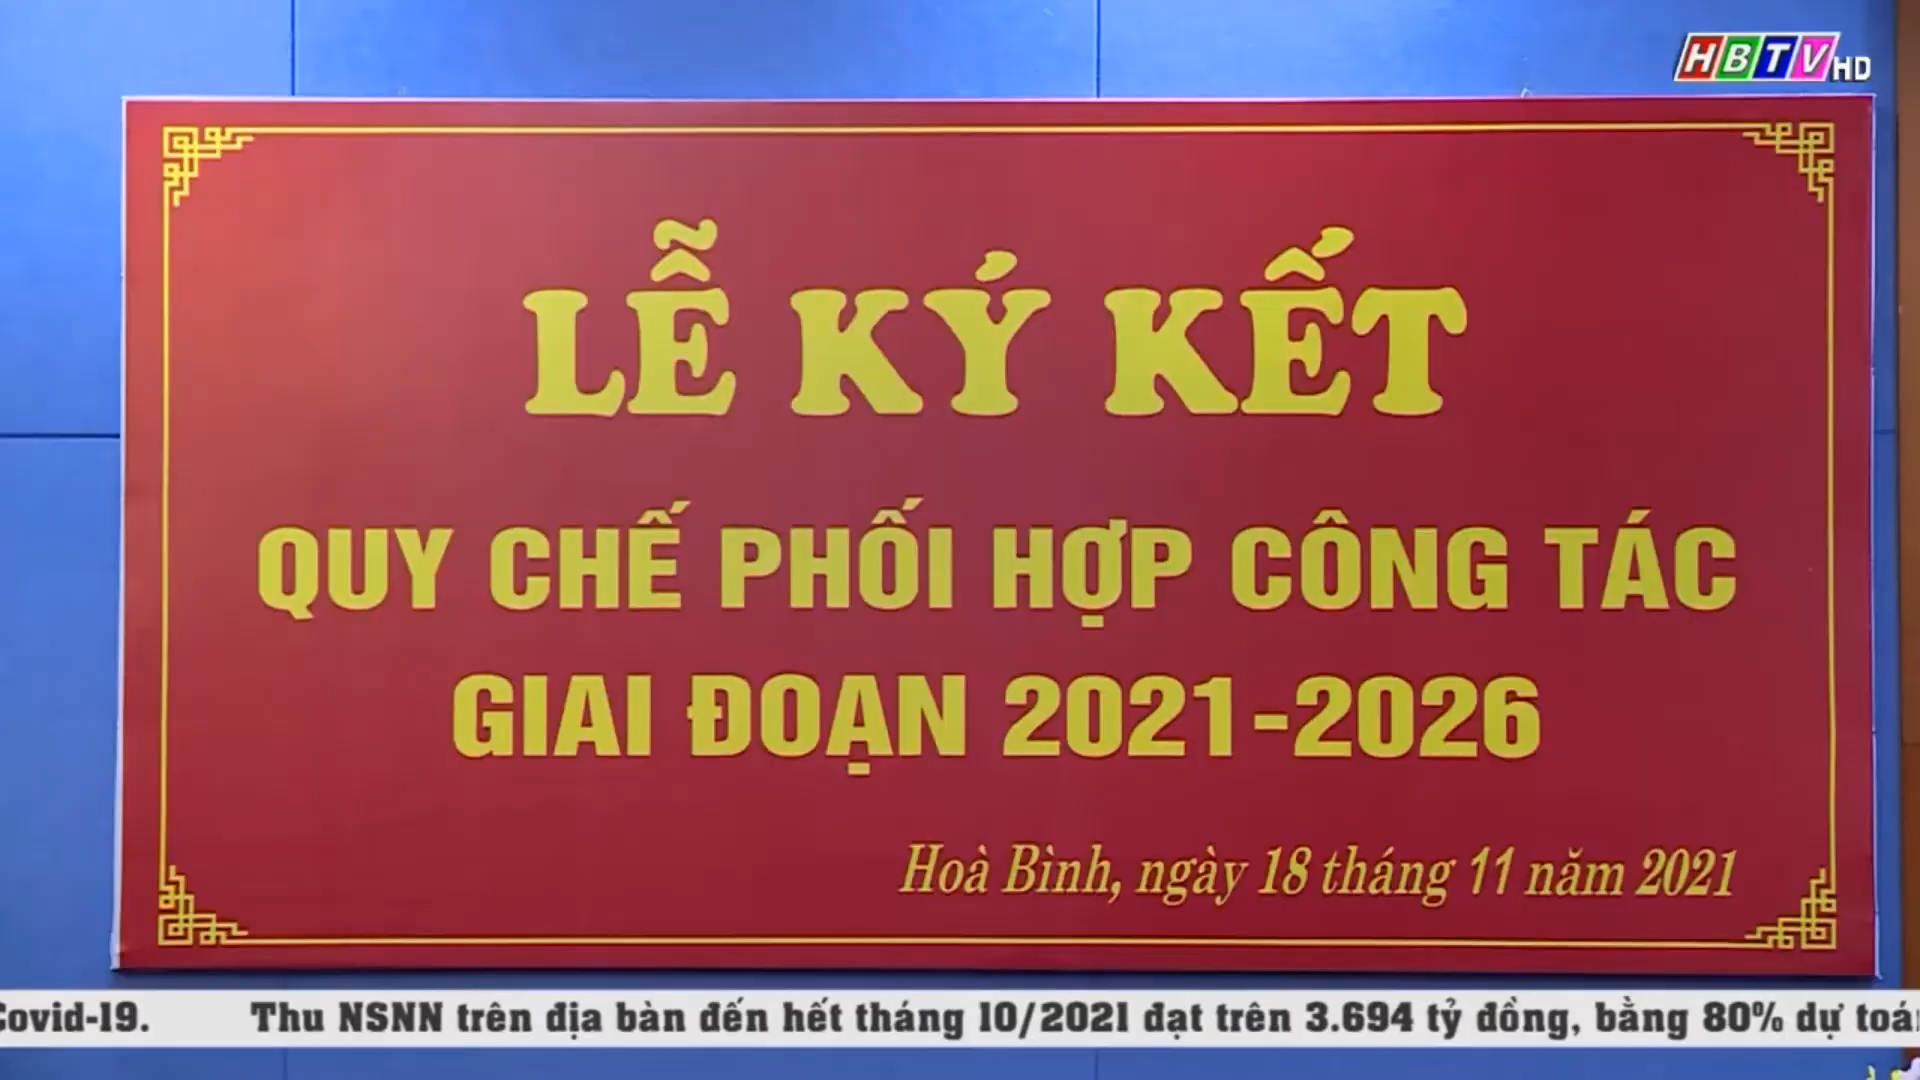 HBTV HD
LỄ KÝ KẾT
QUY CHẾ PHỐI HỢP CÔNG TÁC
GIAI ĐOẠN 2021-2026
Hoà Bình, ngày 18 tháng 11 năm 2021
Covid-19. Thu NSNN trên địa bàn đến hết tháng 10/2021 đạt trên 3.694 tỷ đồng, bằng 80% dự toá